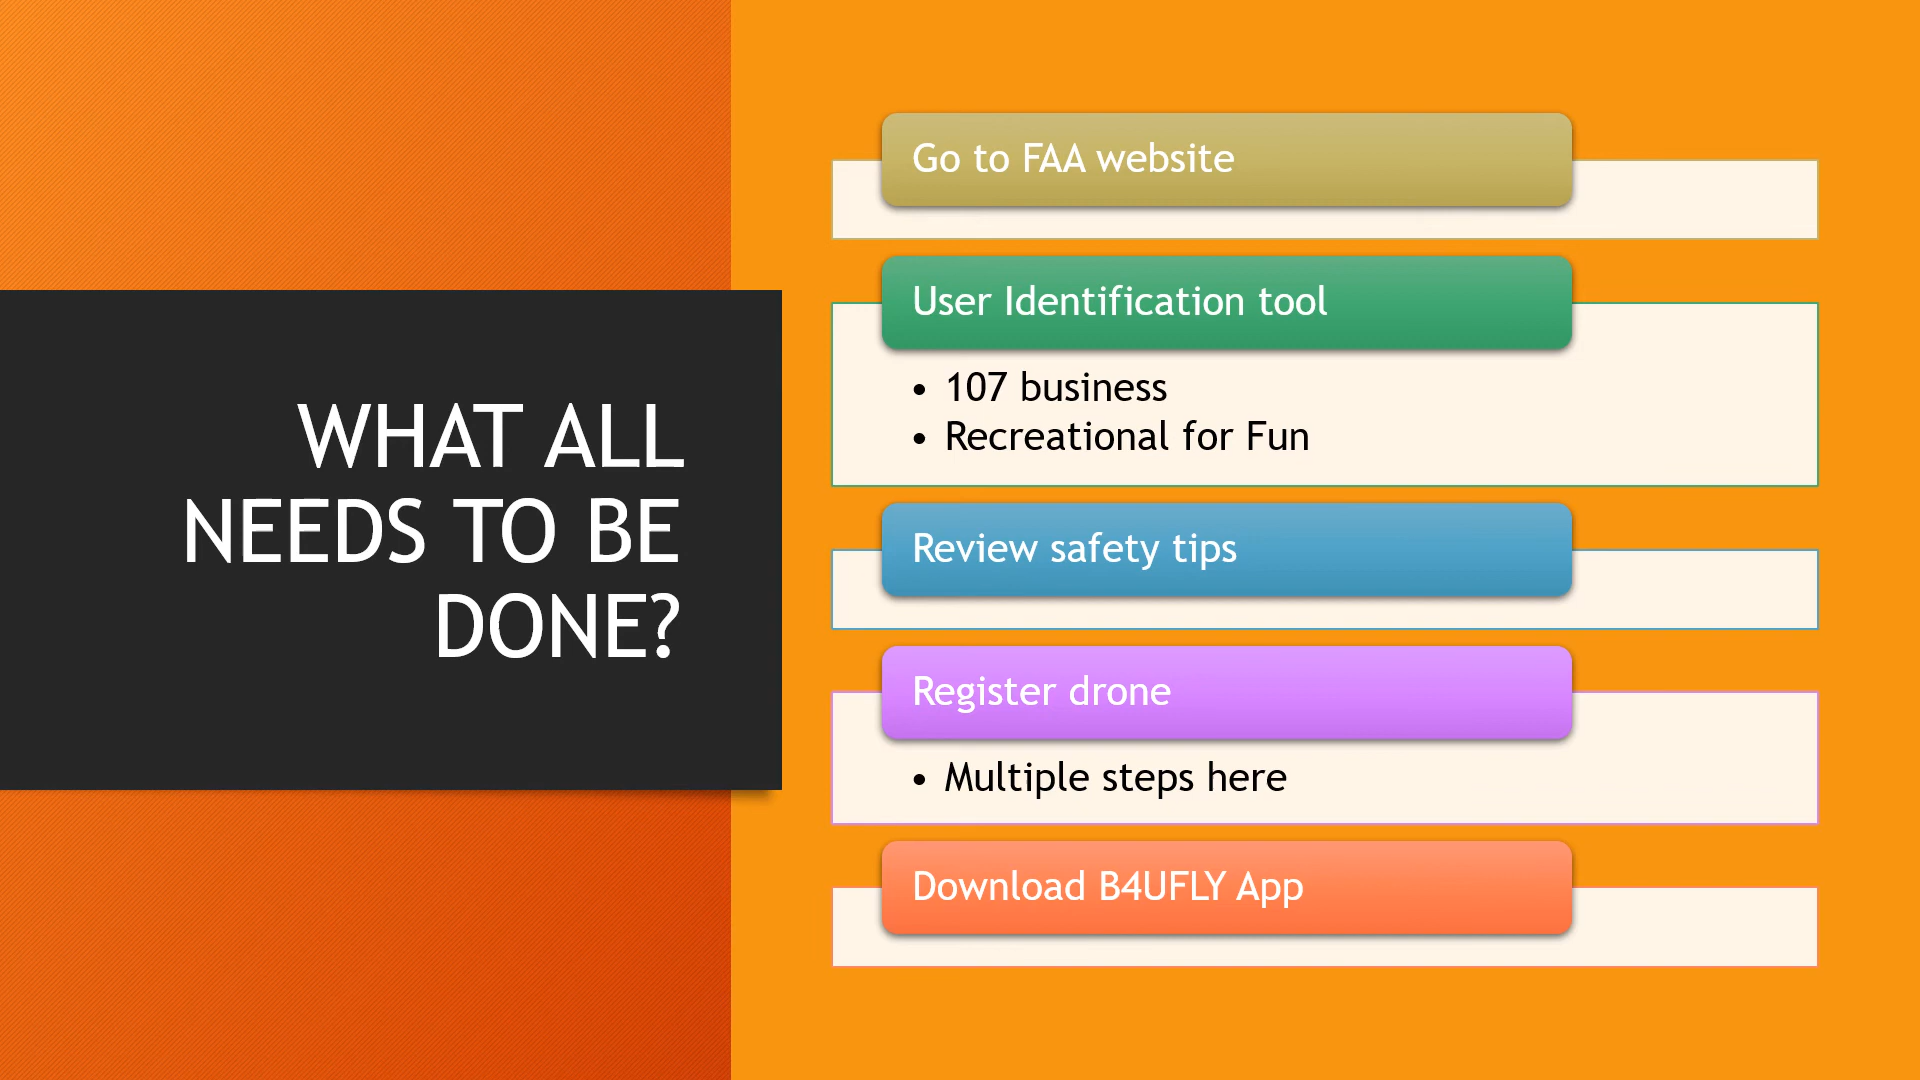 WHAT ALL
NEEDS TO BE
DONE?
Go to FAA website
User Identification tool
• 107 business
• Recreational for Fun
Review safety tips
Register drone
• Multiple steps here
Download B4UFLY App